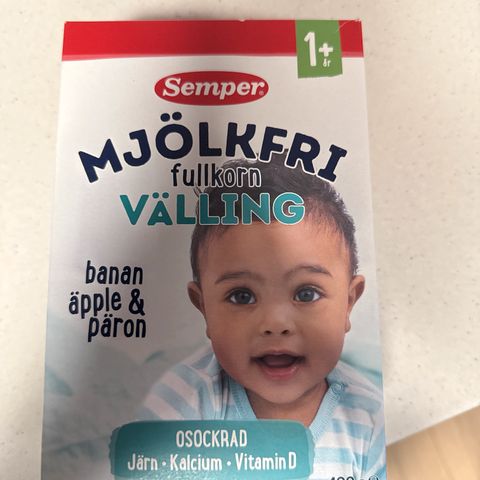 1+
år
Semper
MJÖLKFRI
fullkorn
VÄLLING
banan
äpple &
päron
OSOCKRAD
Järn · Kalcium · Vitamin D